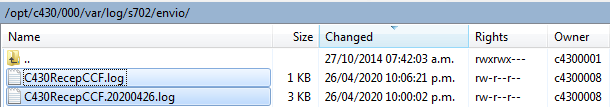 /opt/c430/000/var/log/s702/envio/
Name Size Changed Rights Owner
.. 27/10/2014 07:42:03 a.m. rwxrwx--- c4300001
C430RecepCCF.log 1 KB 26/04/2020 10:06:21 p.m. rw-r--r-- c4300008
C430RecepCCF.20200426.log 3 KB 26/04/2020 10:00:02 p.m. rw-r--r-- c4300008